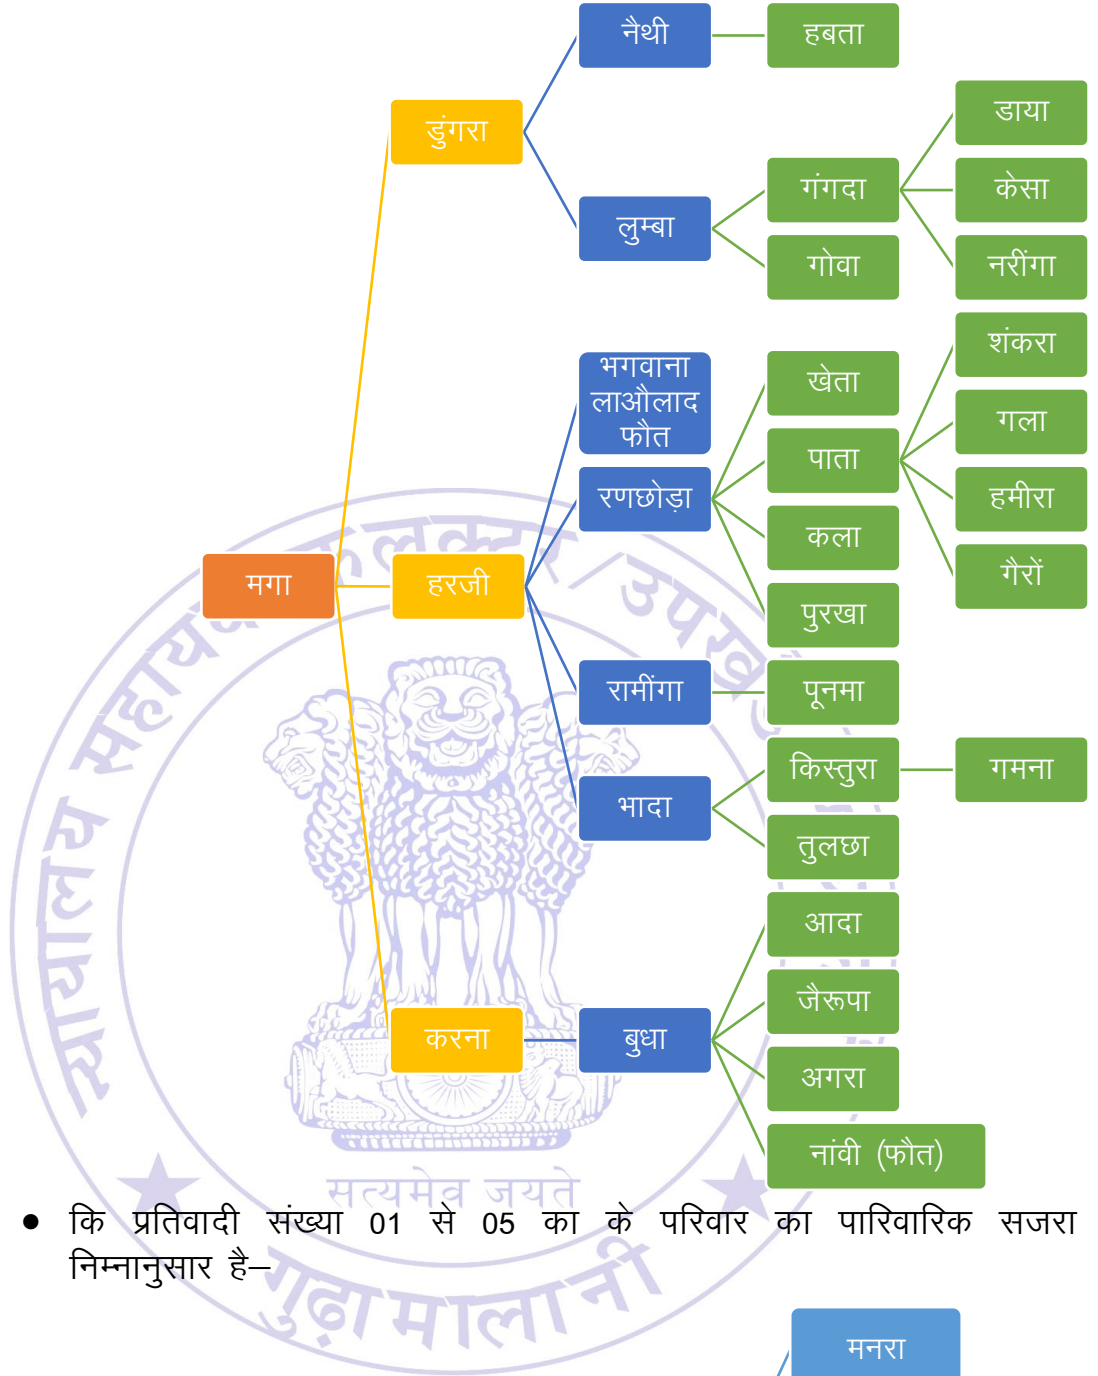 नैथी
हबता
डुंगरा
डाया
गंगदा
केसा
लुम्बा
गोवा
नरींगा
शंकरा
भगवाना
लाऔलाद
फौत
खेता
गला
पाता
रणछोड़ा
हमीरा
कला
गैरों
मगा
हरजी
पुरखा
रामींगा
पूनमा
किस्तुरा
गमना
भादा
तुलछा
आदा
जैरूपा
करना
बुधा
अगरा
नांवी (फौत)
सत्यमेव जयते
● कि प्रतिवादी संख्या 01 से 05 का के परिवार का पारिवारिक सजरा
निम्नानुसार है–
गुढ़ामालानी
मनरा